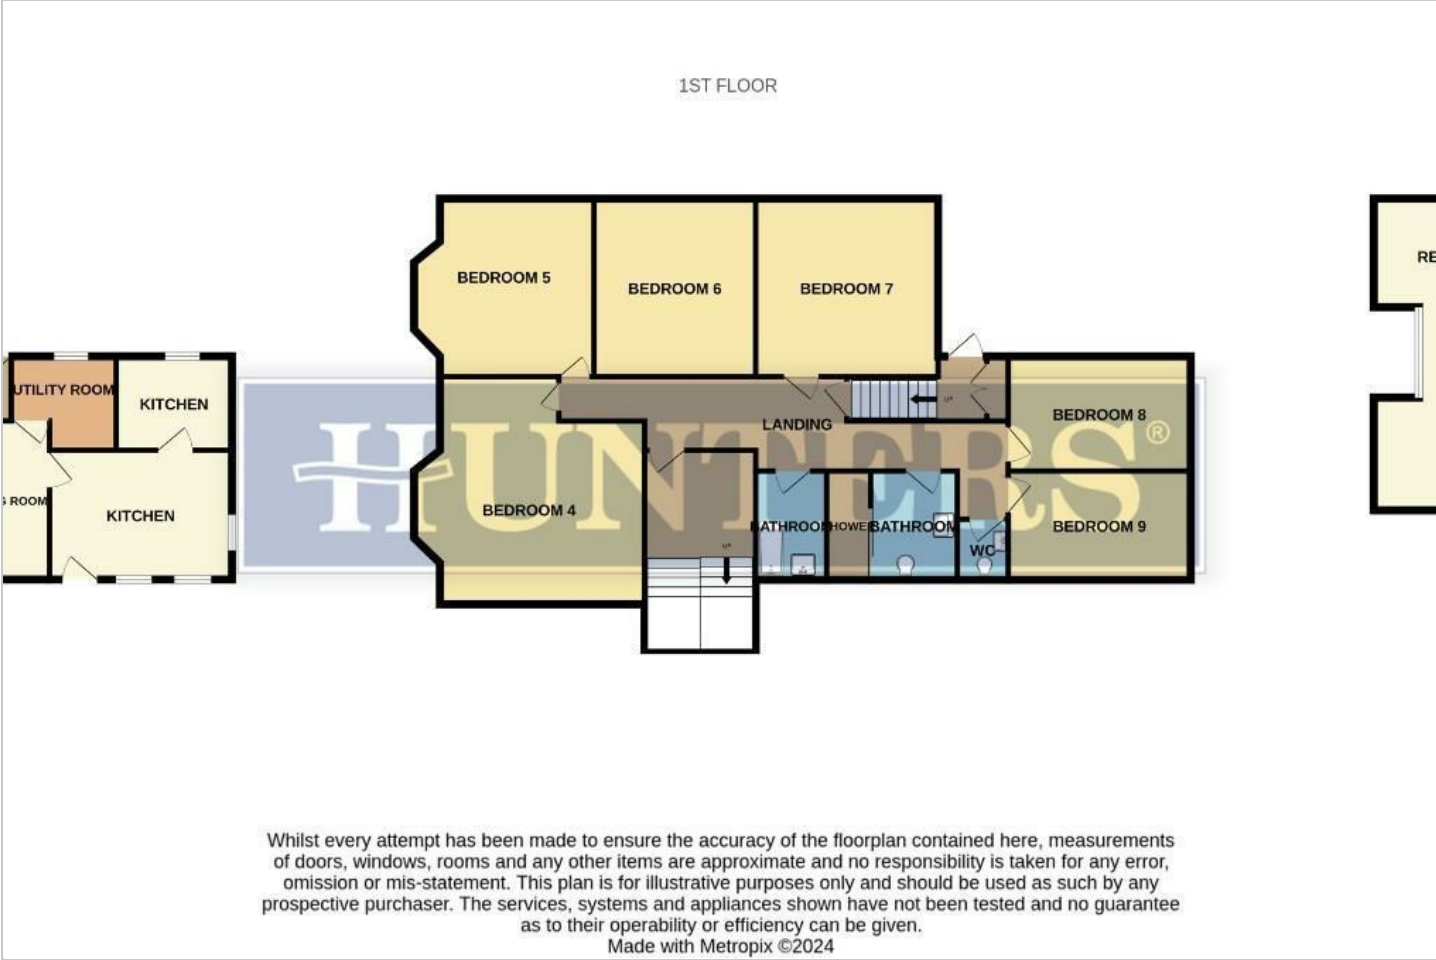 1ST FLOOR
BEDROOM 5
BEDROOM 6
BEDROOM 7
UTILITY ROOM
KITCHEN
BEDROOM 8
LANDING
UP
HUNTERS®
ROOM
KITCHEN
BEDROOM 4
UP
BATHROOM
BATHROOM
WC
BEDROOM 9
Whilst every attempt has been made to ensure the accuracy of the floorplan contained here, measurements
of doors, windows, rooms and any other items are approximate and no responsibility is taken for any error,
omission or mis-statement. This plan is for illustrative purposes only and should be used as such by any
prospective purchaser. The services, systems and appliances shown have not been tested and no guarantee
as to their operability or efficiency can be given.
Made with Metropix ©2024